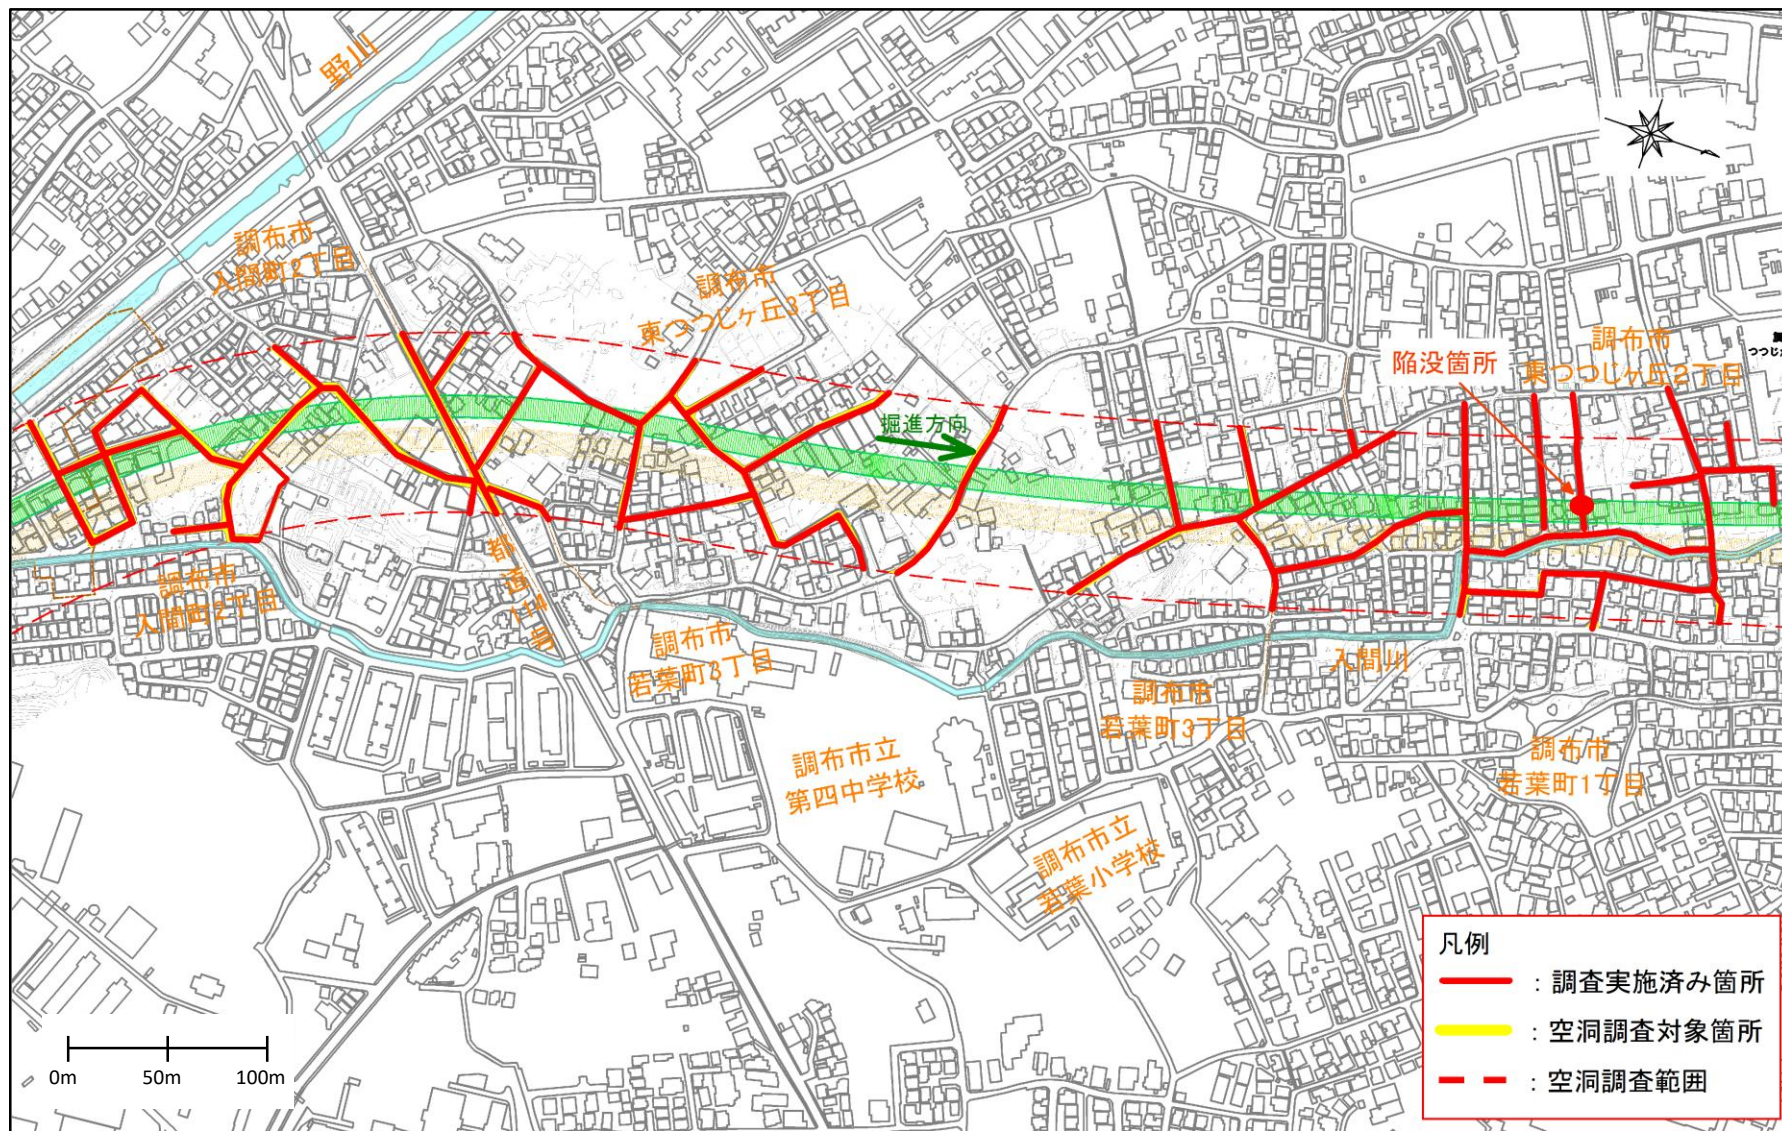 野川
調布市
入間町2丁目
調布市
東つつじヶ丘3丁目
掘進方向
陥没箇所
調布市
東つつじヶ丘2丁目
つつじ
調布市
入間町2丁目
都道114号
調布市
若葉町3丁目
調布市立
第四中学校
調布市
若葉町3丁目
入間川
調布市
若葉町1丁目
調布市立
若葉小学校
凡例
：調査実施済み箇所
：空洞調査対象箇所
：空洞調査範囲
0m
50m
100m